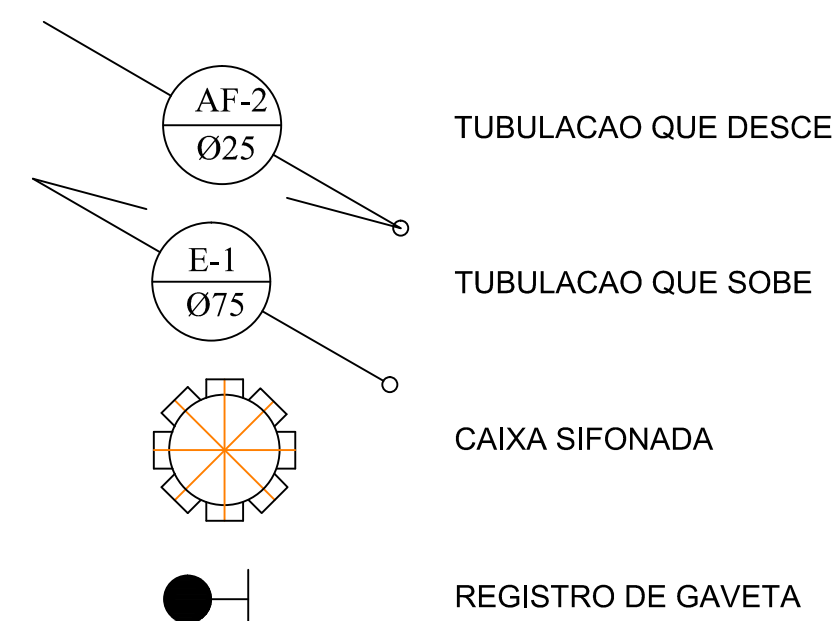 AF-2
Ø25
TUBULACAO QUE DESCE
E-1
Ø75
TUBULACAO QUE SOBE
CAIXA SIFONADA
REGISTRO DE GAVETA